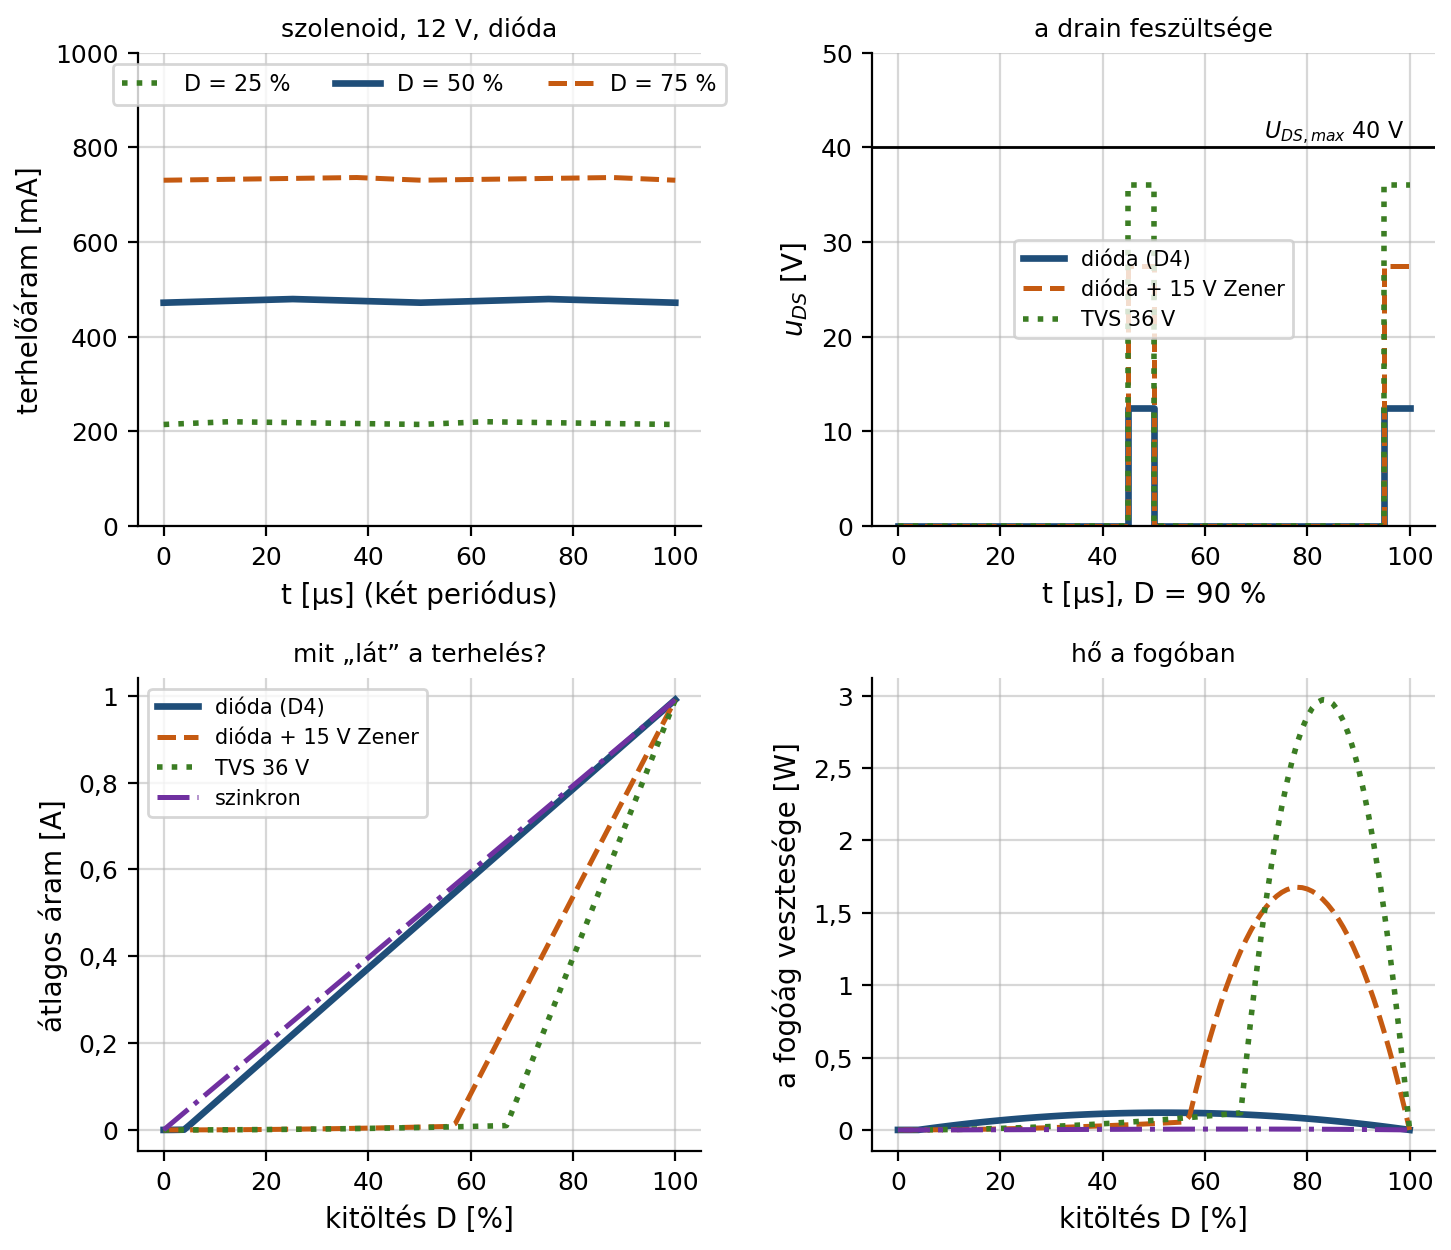 szolenoid, 12 V, dióda
1000
800
600
400
200
0
terhelőáram [mA]
D = 25 %
D = 50 %
D = 75 %
0 20 40 60 80 100
t [µs] (két periódus)
a drain feszültsége
50
40
30
20
10
0
u_DS [V]
U_DS,max 40 V
dióda (D4)
dióda + 15 V Zener
TVS 36 V
0 20 40 60 80 100
t [µs], D = 90 %
mit „lát” a terhelés?
1
0,8
0,6
0,4
0,2
0
átlagos áram [A]
dióda (D4)
dióda + 15 V Zener
TVS 36 V
szinkron
0 20 40 60 80 100
kitöltés D [%]
hő a fogóban
3
2,5
2
1,5
1
0,5
0
a fogóág vesztesége [W]
0 20 40 60 80 100
kitöltés D [%]